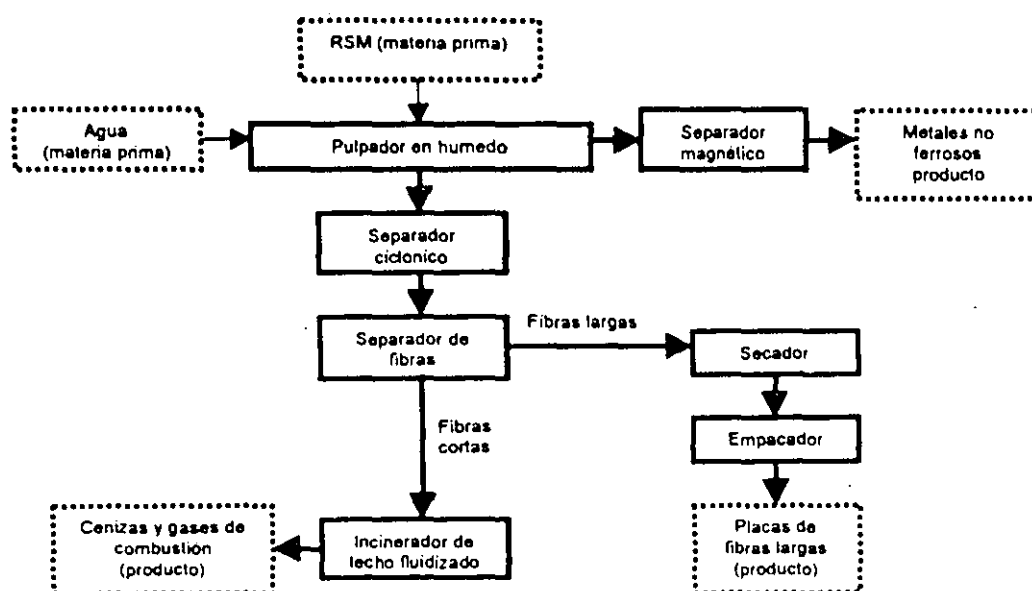 RSM (materia prima)
Agua
(materia prima)
Pulpador en humedo
Separador
magnético
Metales no
ferrosos
producto
Separador
ciclonico
Separador de
fibras
Fibras largas
Secador
Fibras
cortas
Empacador
Cenizas y gases de
combustión
(producto)
Incinerador de
lecho fluidizado
Placas de
fibras largas
(producto)